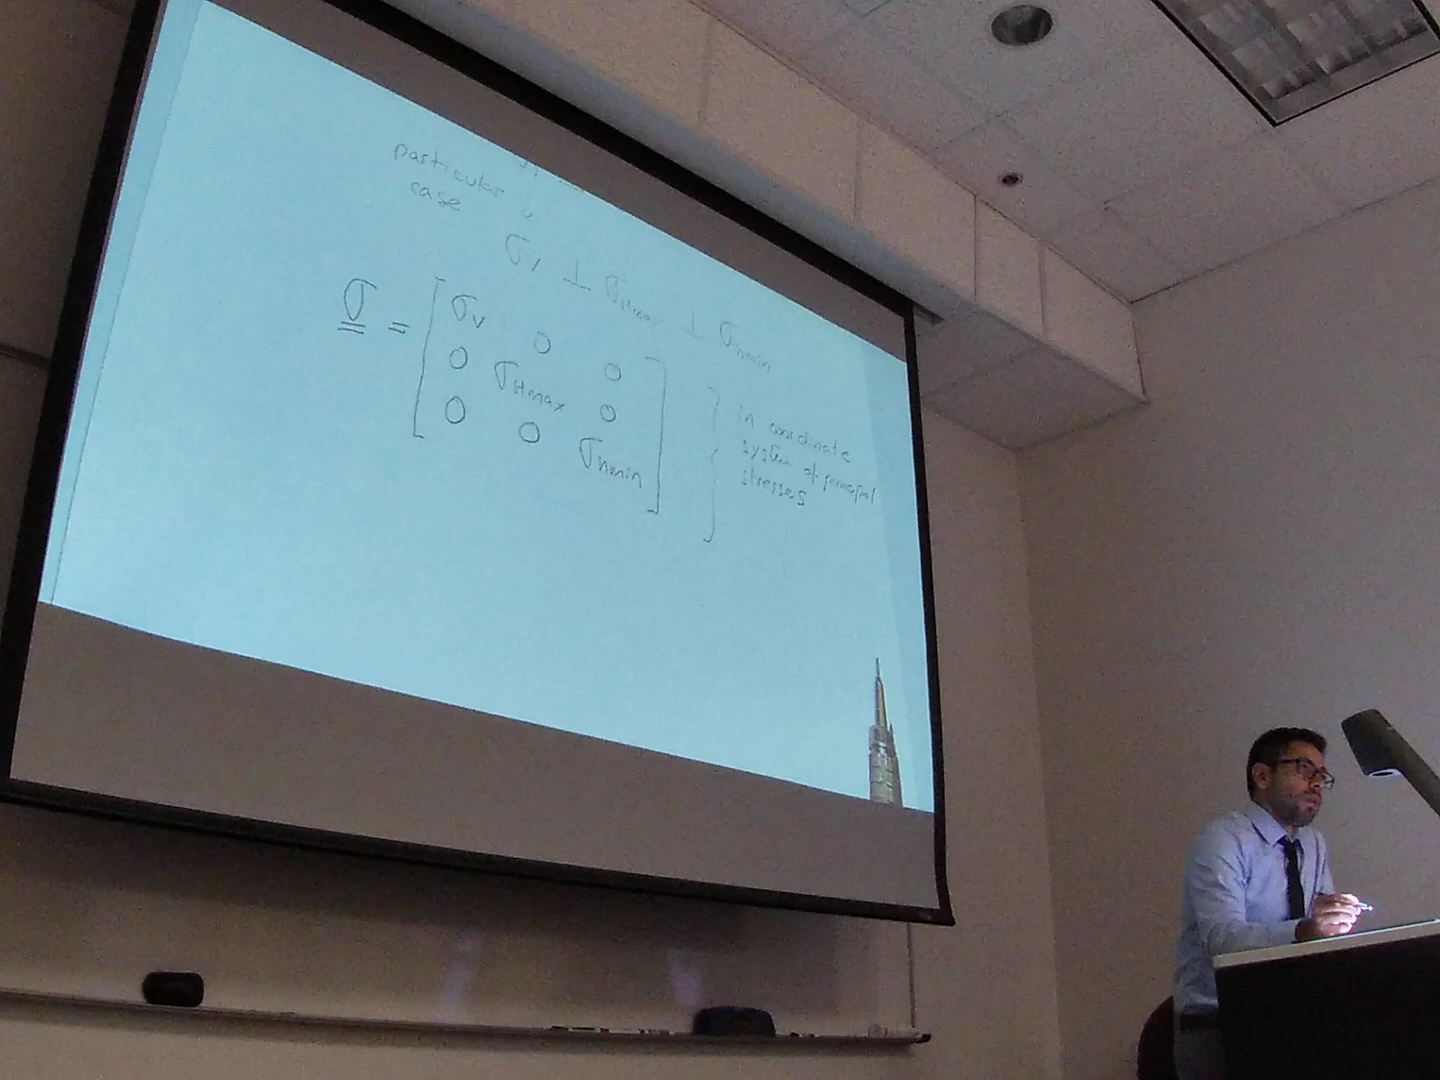 particular
case
σv ⊥ σHmax ⊥ σhmin
σ = [ σv 0 0
0 σHmax 0
0 0 σhmin ]
} in coordinate
system of principal
stresses